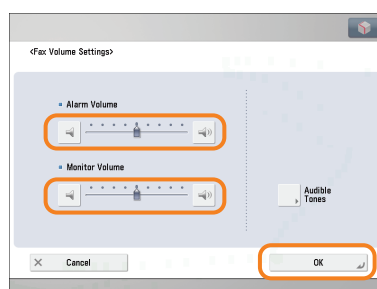 <Fax Volume Settings>
Alarm Volume
Monitor Volume
Audible
Tones
Cancel
OK